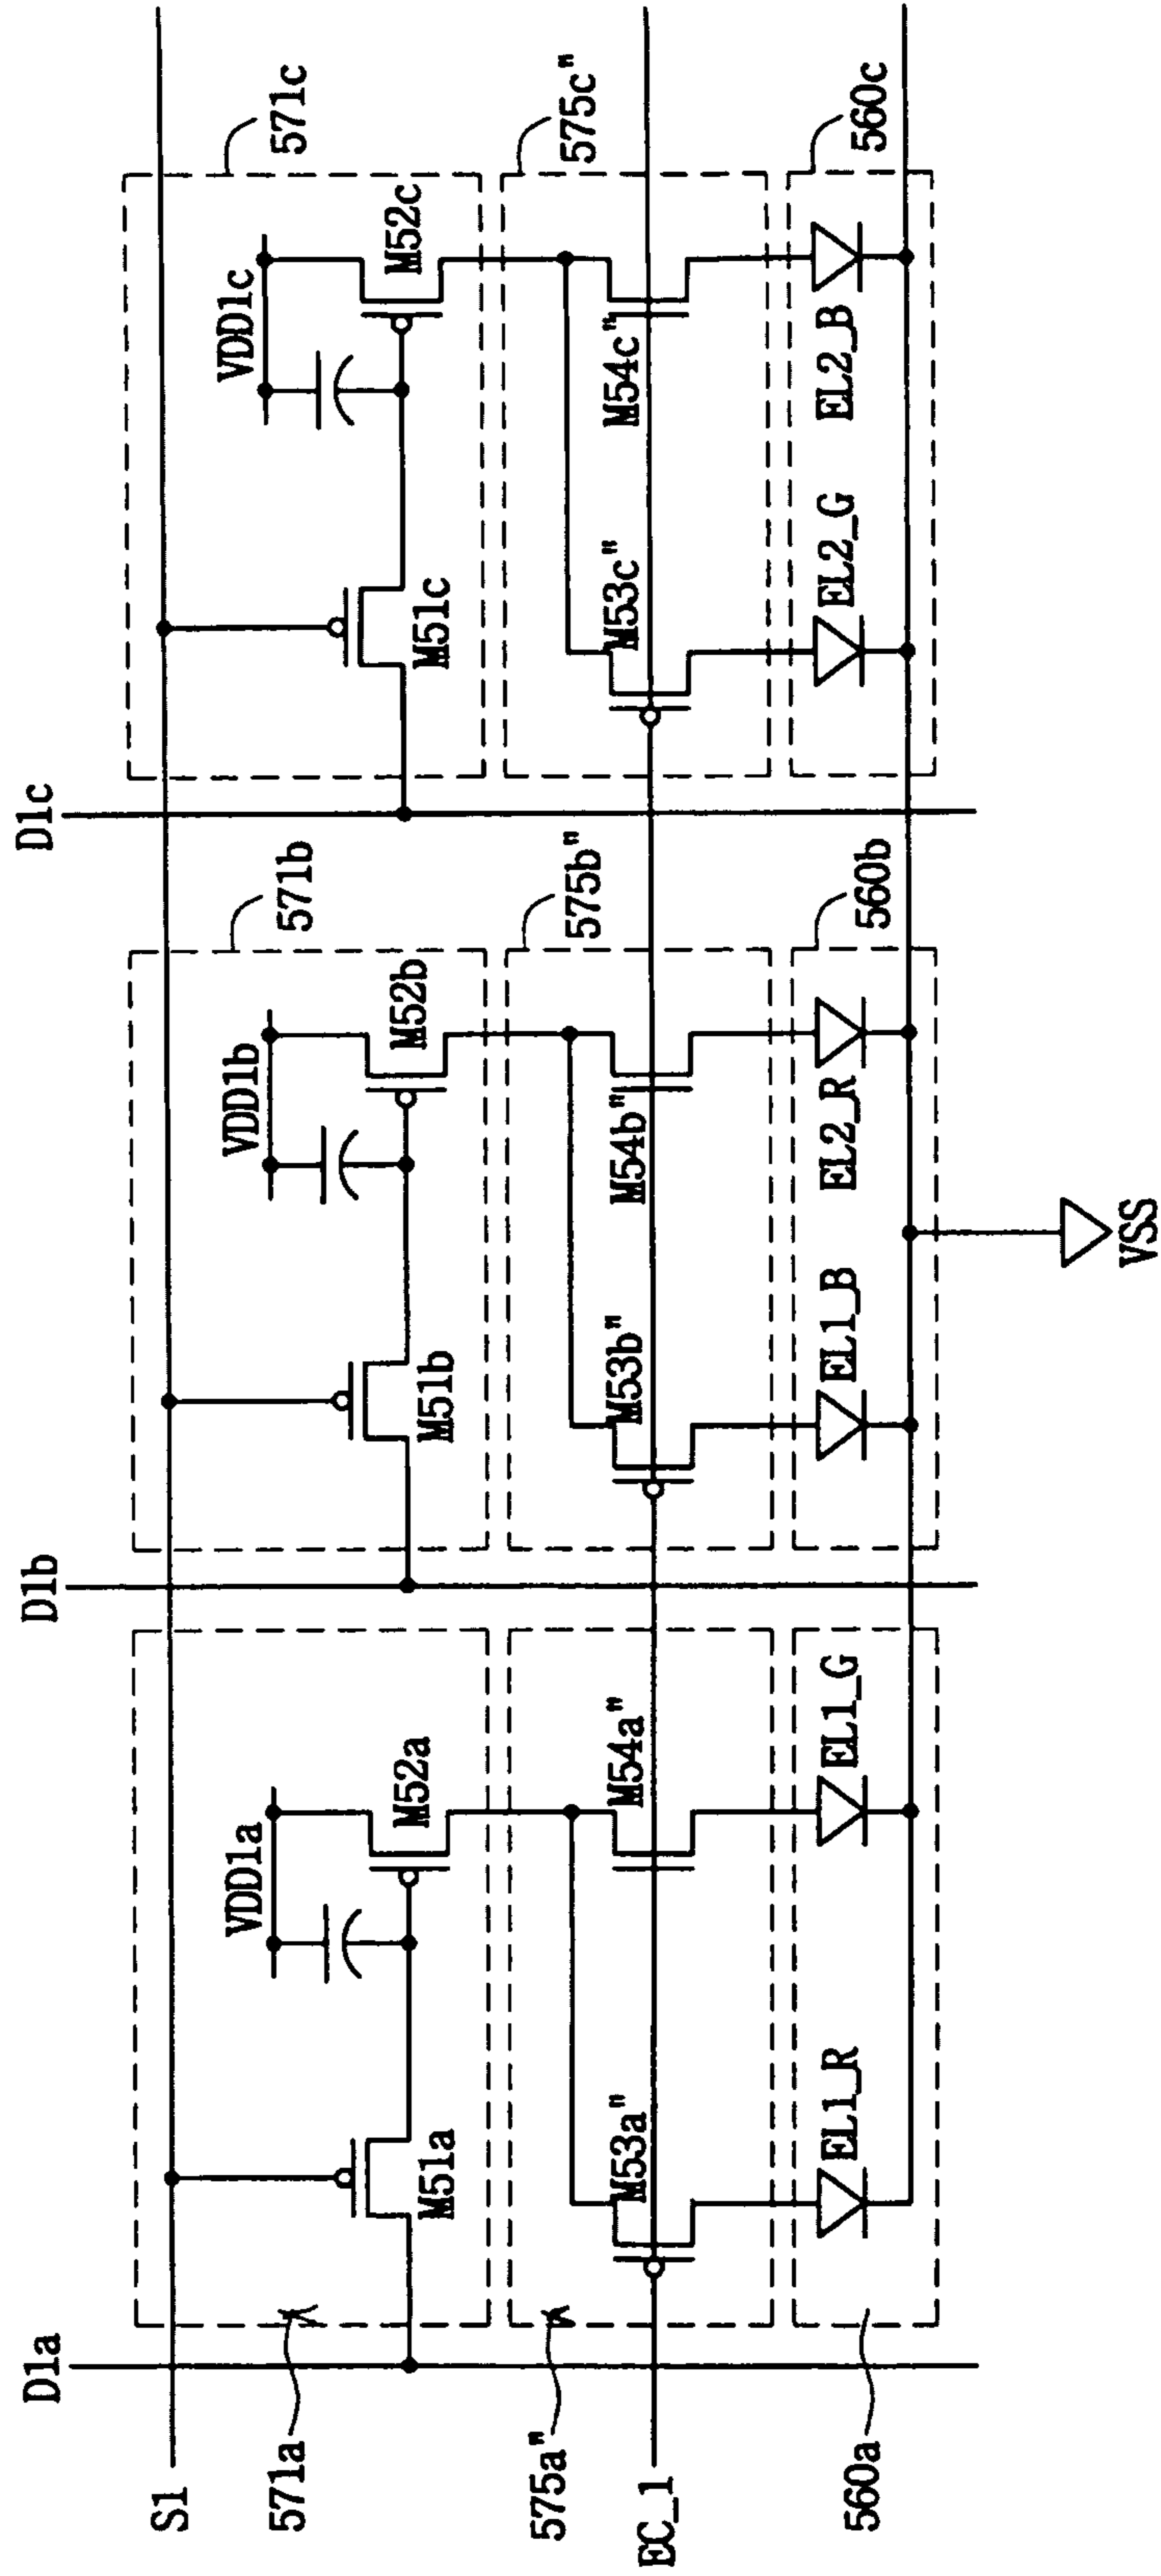 D1a
D1b
D1c
S1
571a
571b
571c
VDD1a
VDD1b
VDD1c
M52a
M52b
M52c
M51a
M51b
M51c
575a"
575b"
575c"
M53a"
M54a"
M53b"
M54b"
M53c"
M54c"
EC_1
560a
560b
560c
EL1_R
EL1_G
EL1_B
EL2_R
EL2_G
EL2_B
VSS